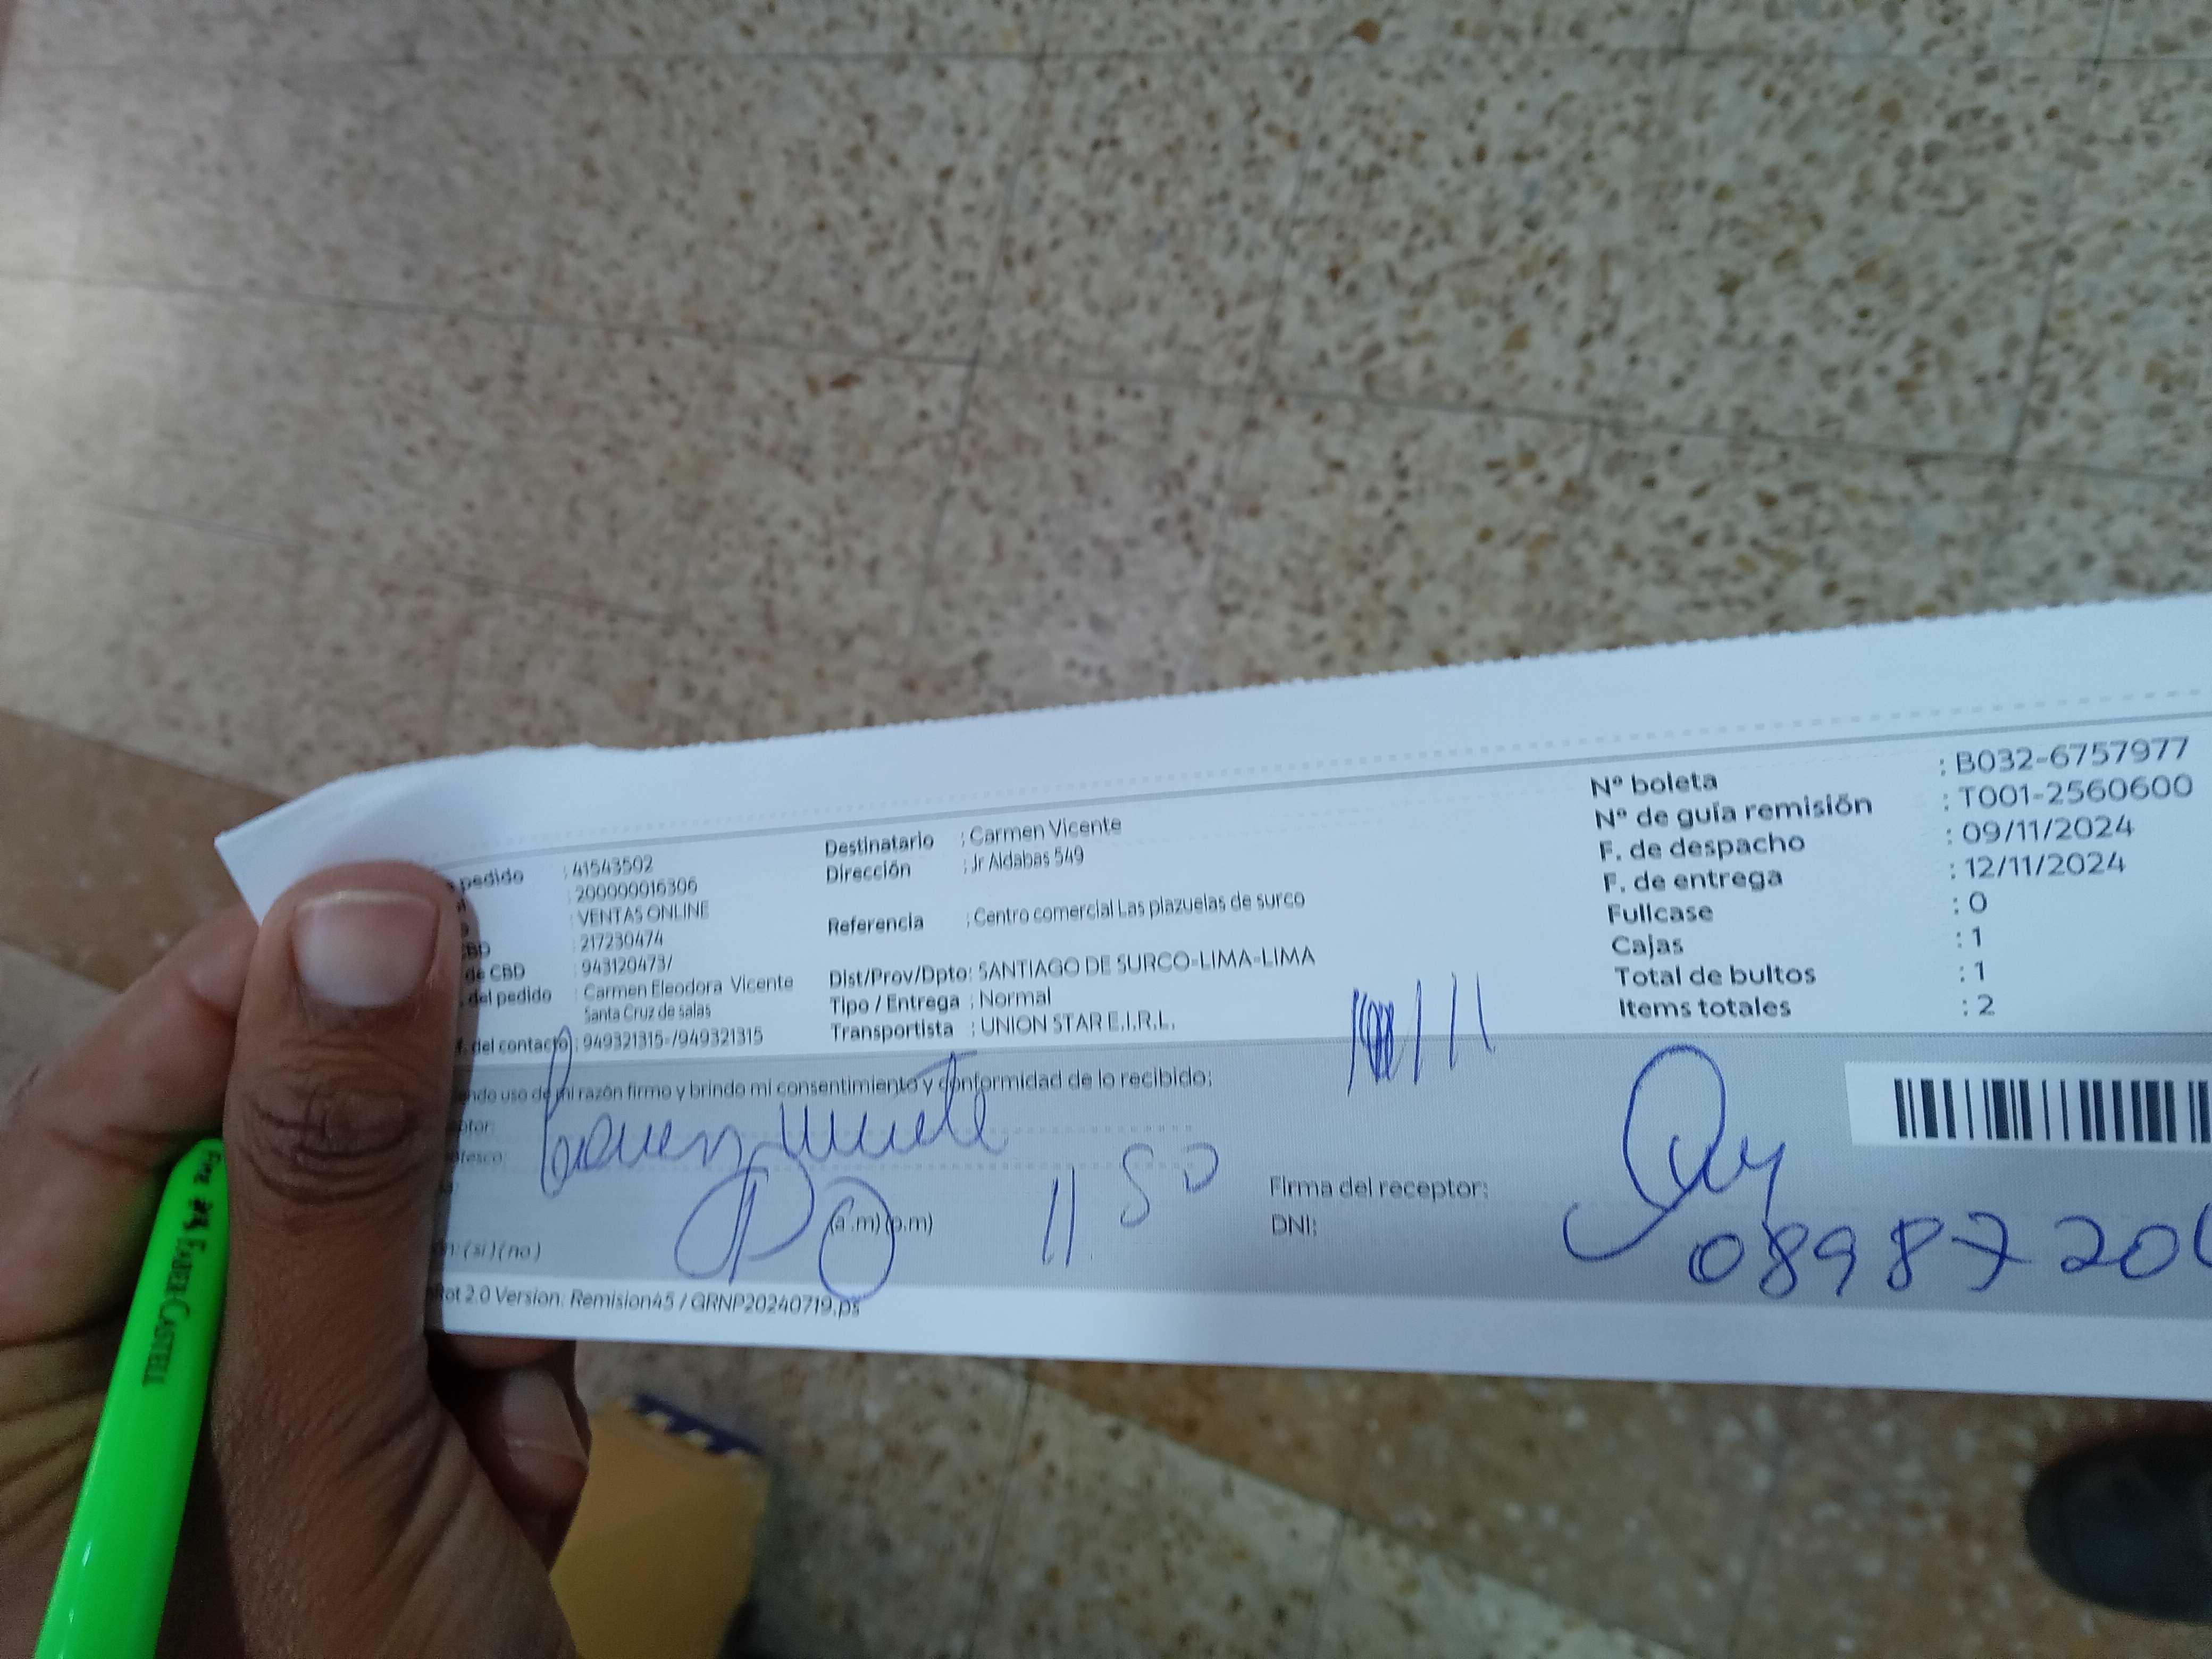 pedido : 41543502
: 200000016306
: VENTAS ONLINE
CBD : 217230474
de CBD : 943120473/
del pedido : Carmen Eleodora Vicente
Santa Cruz de salas
f. del contacto : 949321315-/949321315
Destinatario : Carmen Vicente
Dirección : Jr Aldabas 549
Referencia : Centro comercial Las plazuelas de surco
Dist/Prov/Dpto: SANTIAGO DE SURCO-LIMA-LIMA
Tipo / Entrega : Normal
Transportista : UNION STAR E.I.R.L.
Nº boleta : B032-6757977
Nº de guía remisión : T001-2560600
F. de despacho : 09/11/2024
F. de entrega : 12/11/2024
Fullcase : 0
Cajas : 1
Total de bultos : 1
Items totales : 2
uso de mi razón firmo y brindo mi consentimiento y conformidad de lo recibido:
Carmen Vicente
(a.m)(p.m) 11 50
(si)(no)
Firma del receptor:
DNI: 0898720
2.0 Version: Remision45 / GRNP20240719.ps
FABER-CASTELL